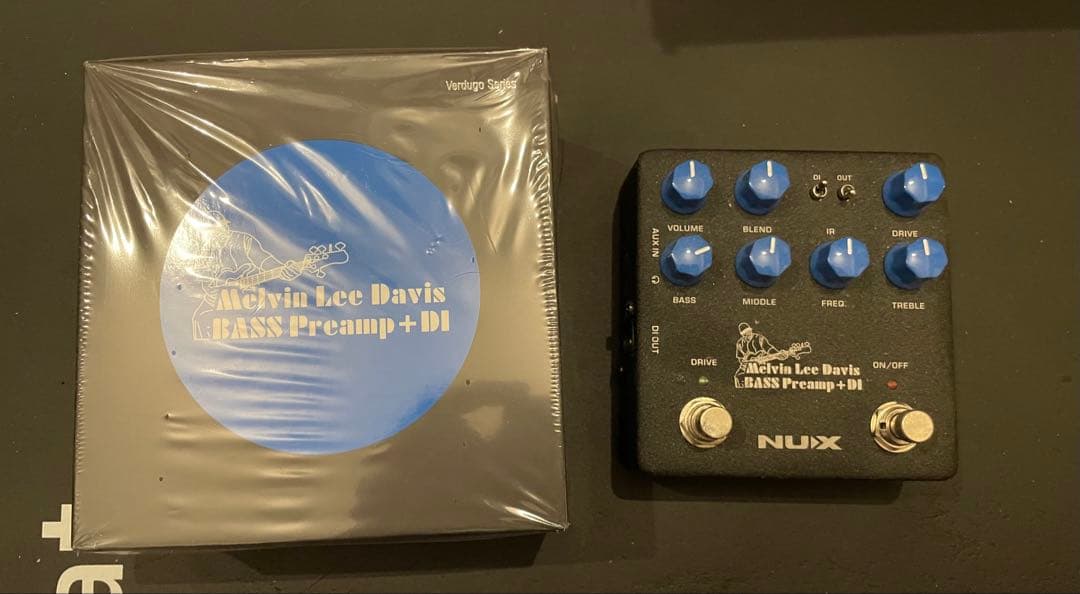 Verdugo Series
Melvin Lee Davis
BASS Preamp+DI
DI OUT
VOLUME BLEND IR DRIVE
AUX IN
BASS MIDDLE FREQ. TREBLE
DI OUT
DRIVE ON/OFF
Melvin Lee Davis
BASS Preamp+DI
NUX